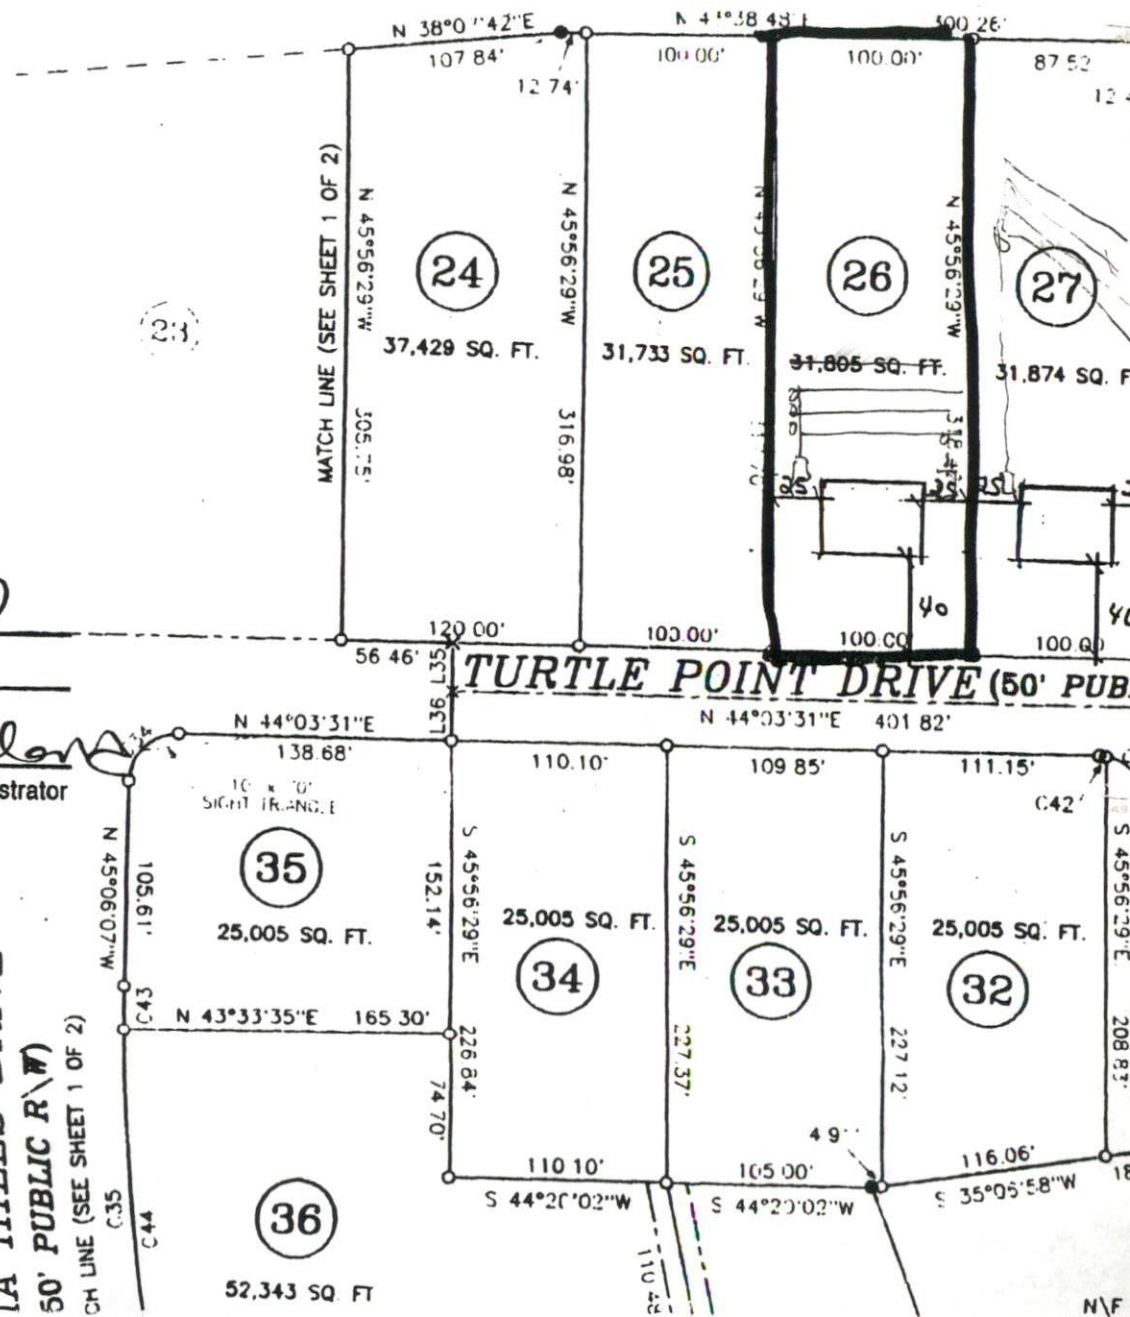 107 84'
12 74'
100 00'
300 26'
100.00'
87 52
MATCH LINE (SEE SHEET 1 OF 2)
N 45°56'29"W
305.75'
N 45°56'29"W
316.98'
N 45°56'29"W
23
24
37,429 SQ. FT.
25
31,733 SQ. FT.
26
31,805 SQ. FT.
27
31,874 SQ. F
25
25
25
40
40
120 00'
100.00'
100.00
100.00
56 46'
L35
L36
TURTLE POINT DRIVE (50' PUB
N 44°03'31"E
138.68'
N 44°03'31"E 401 82'
110.10'
109 85'
111.15'
C42'
strator
SIGHT TRIANGLE
35
25,005 SQ. FT.
N 45°06'07"W
105.61'
152.14'
S 45°56'29"E
226.84'
25,005 SQ. FT.
34
S 45°56'29"E
227.37'
25,005 SQ. FT.
33
S 45°56'29"E
227.12'
25,005 SQ. FT.
32
S 45°56'29"E
208.83'
C43
N 43°33'35"E 165 30'
74 70'
110 10'
105 00'
116.06'
S 44°20'02"W
S 44°20'02"W
S 35°06'58"W
36
52,343 SQ. FT
C35
C44
50' PUBLIC R\W)
CH LINE (SEE SHEET 1 OF 2)
N\F